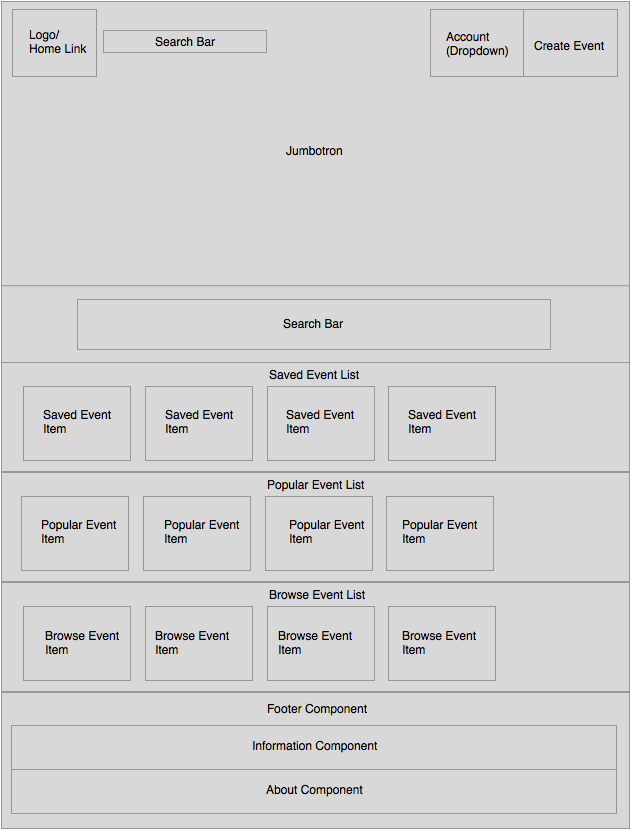 Logo/
Home Link
Search Bar
Account
(Dropdown)
Create Event
Jumbotron
Search Bar
Saved Event List
Saved Event
Item
Saved Event
Item
Saved Event
Item
Saved Event
Item
Popular Event List
Popular Event
Item
Popular Event
Item
Popular Event
Item
Popular Event
Item
Browse Event List
Browse Event
Item
Browse Event
Item
Browse Event
Item
Browse Event
Item
Footer Component
Information Component
About Component